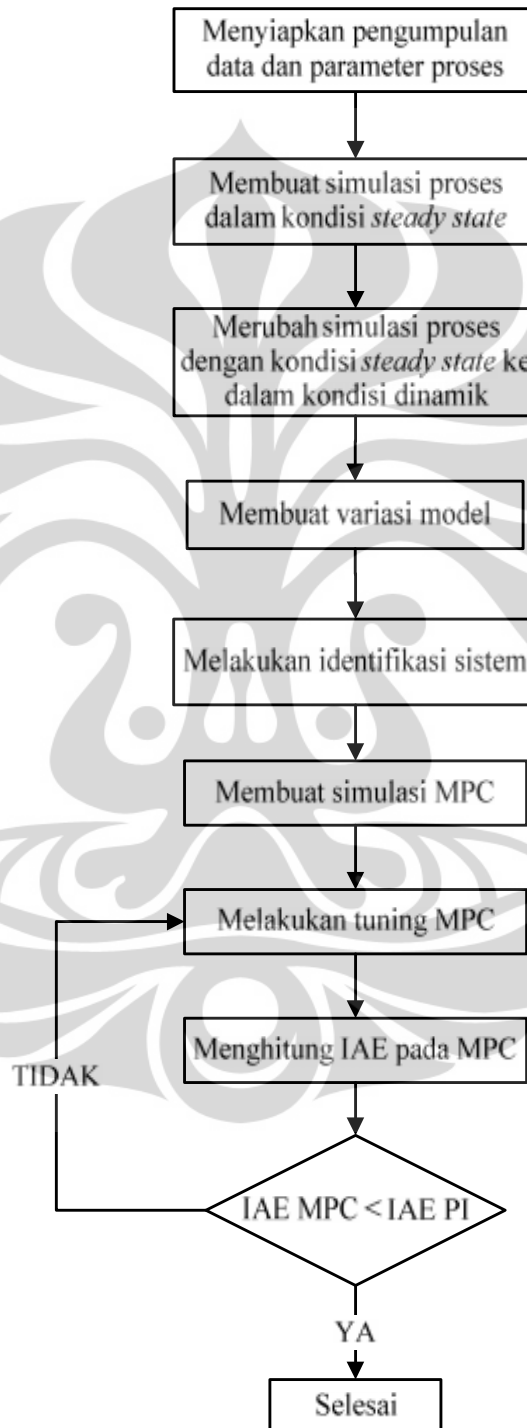 Menyiapkan pengumpulan
data dan parameter proses
Membuat simulasi proses
dalam kondisi steady state
Merubah simulasi proses
dengan kondisi steady state ke
dalam kondisi dinamik
Membuat variasi model
Melakukan identifikasi sistem
Membuat simulasi MPC
Melakukan tuning MPC
Menghitung IAE pada MPC
TIDAK
IAE MPC < IAE PI
YA
Selesai